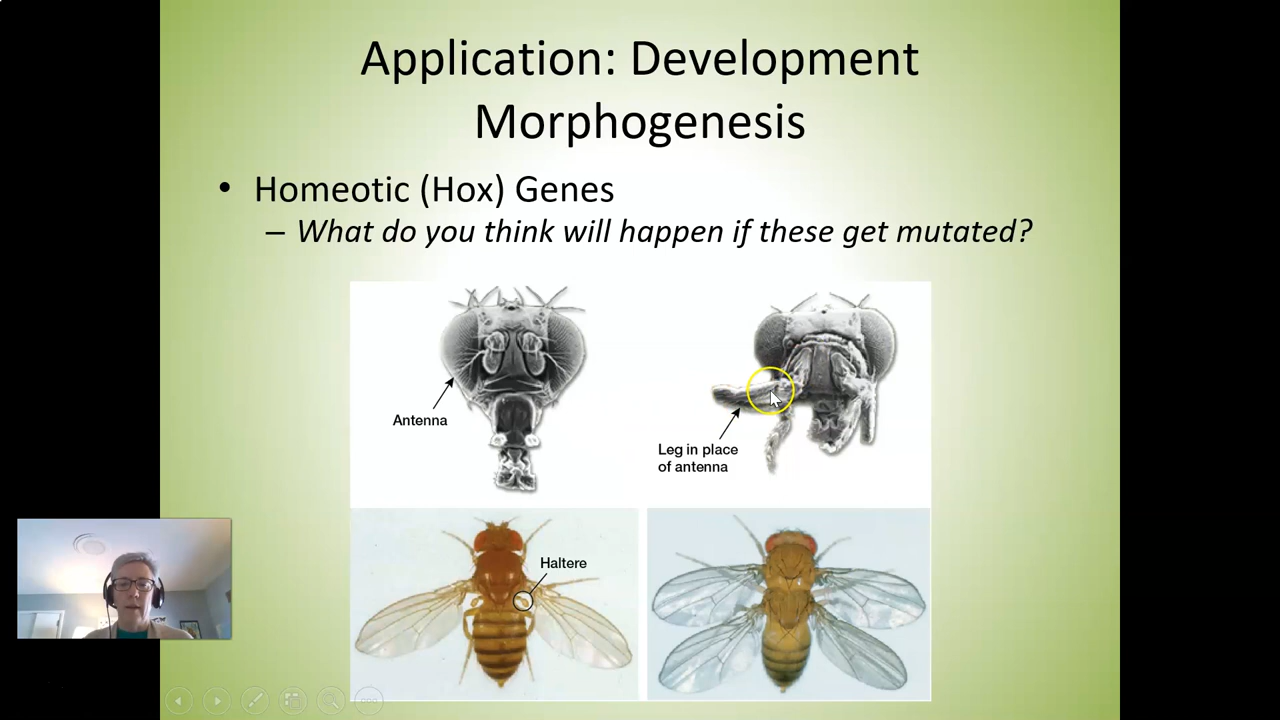 Application: Development
Morphogenesis
• Homeotic (Hox) Genes
– What do you think will happen if these get mutated?
Antenna
Leg in place
of antenna
Haltere